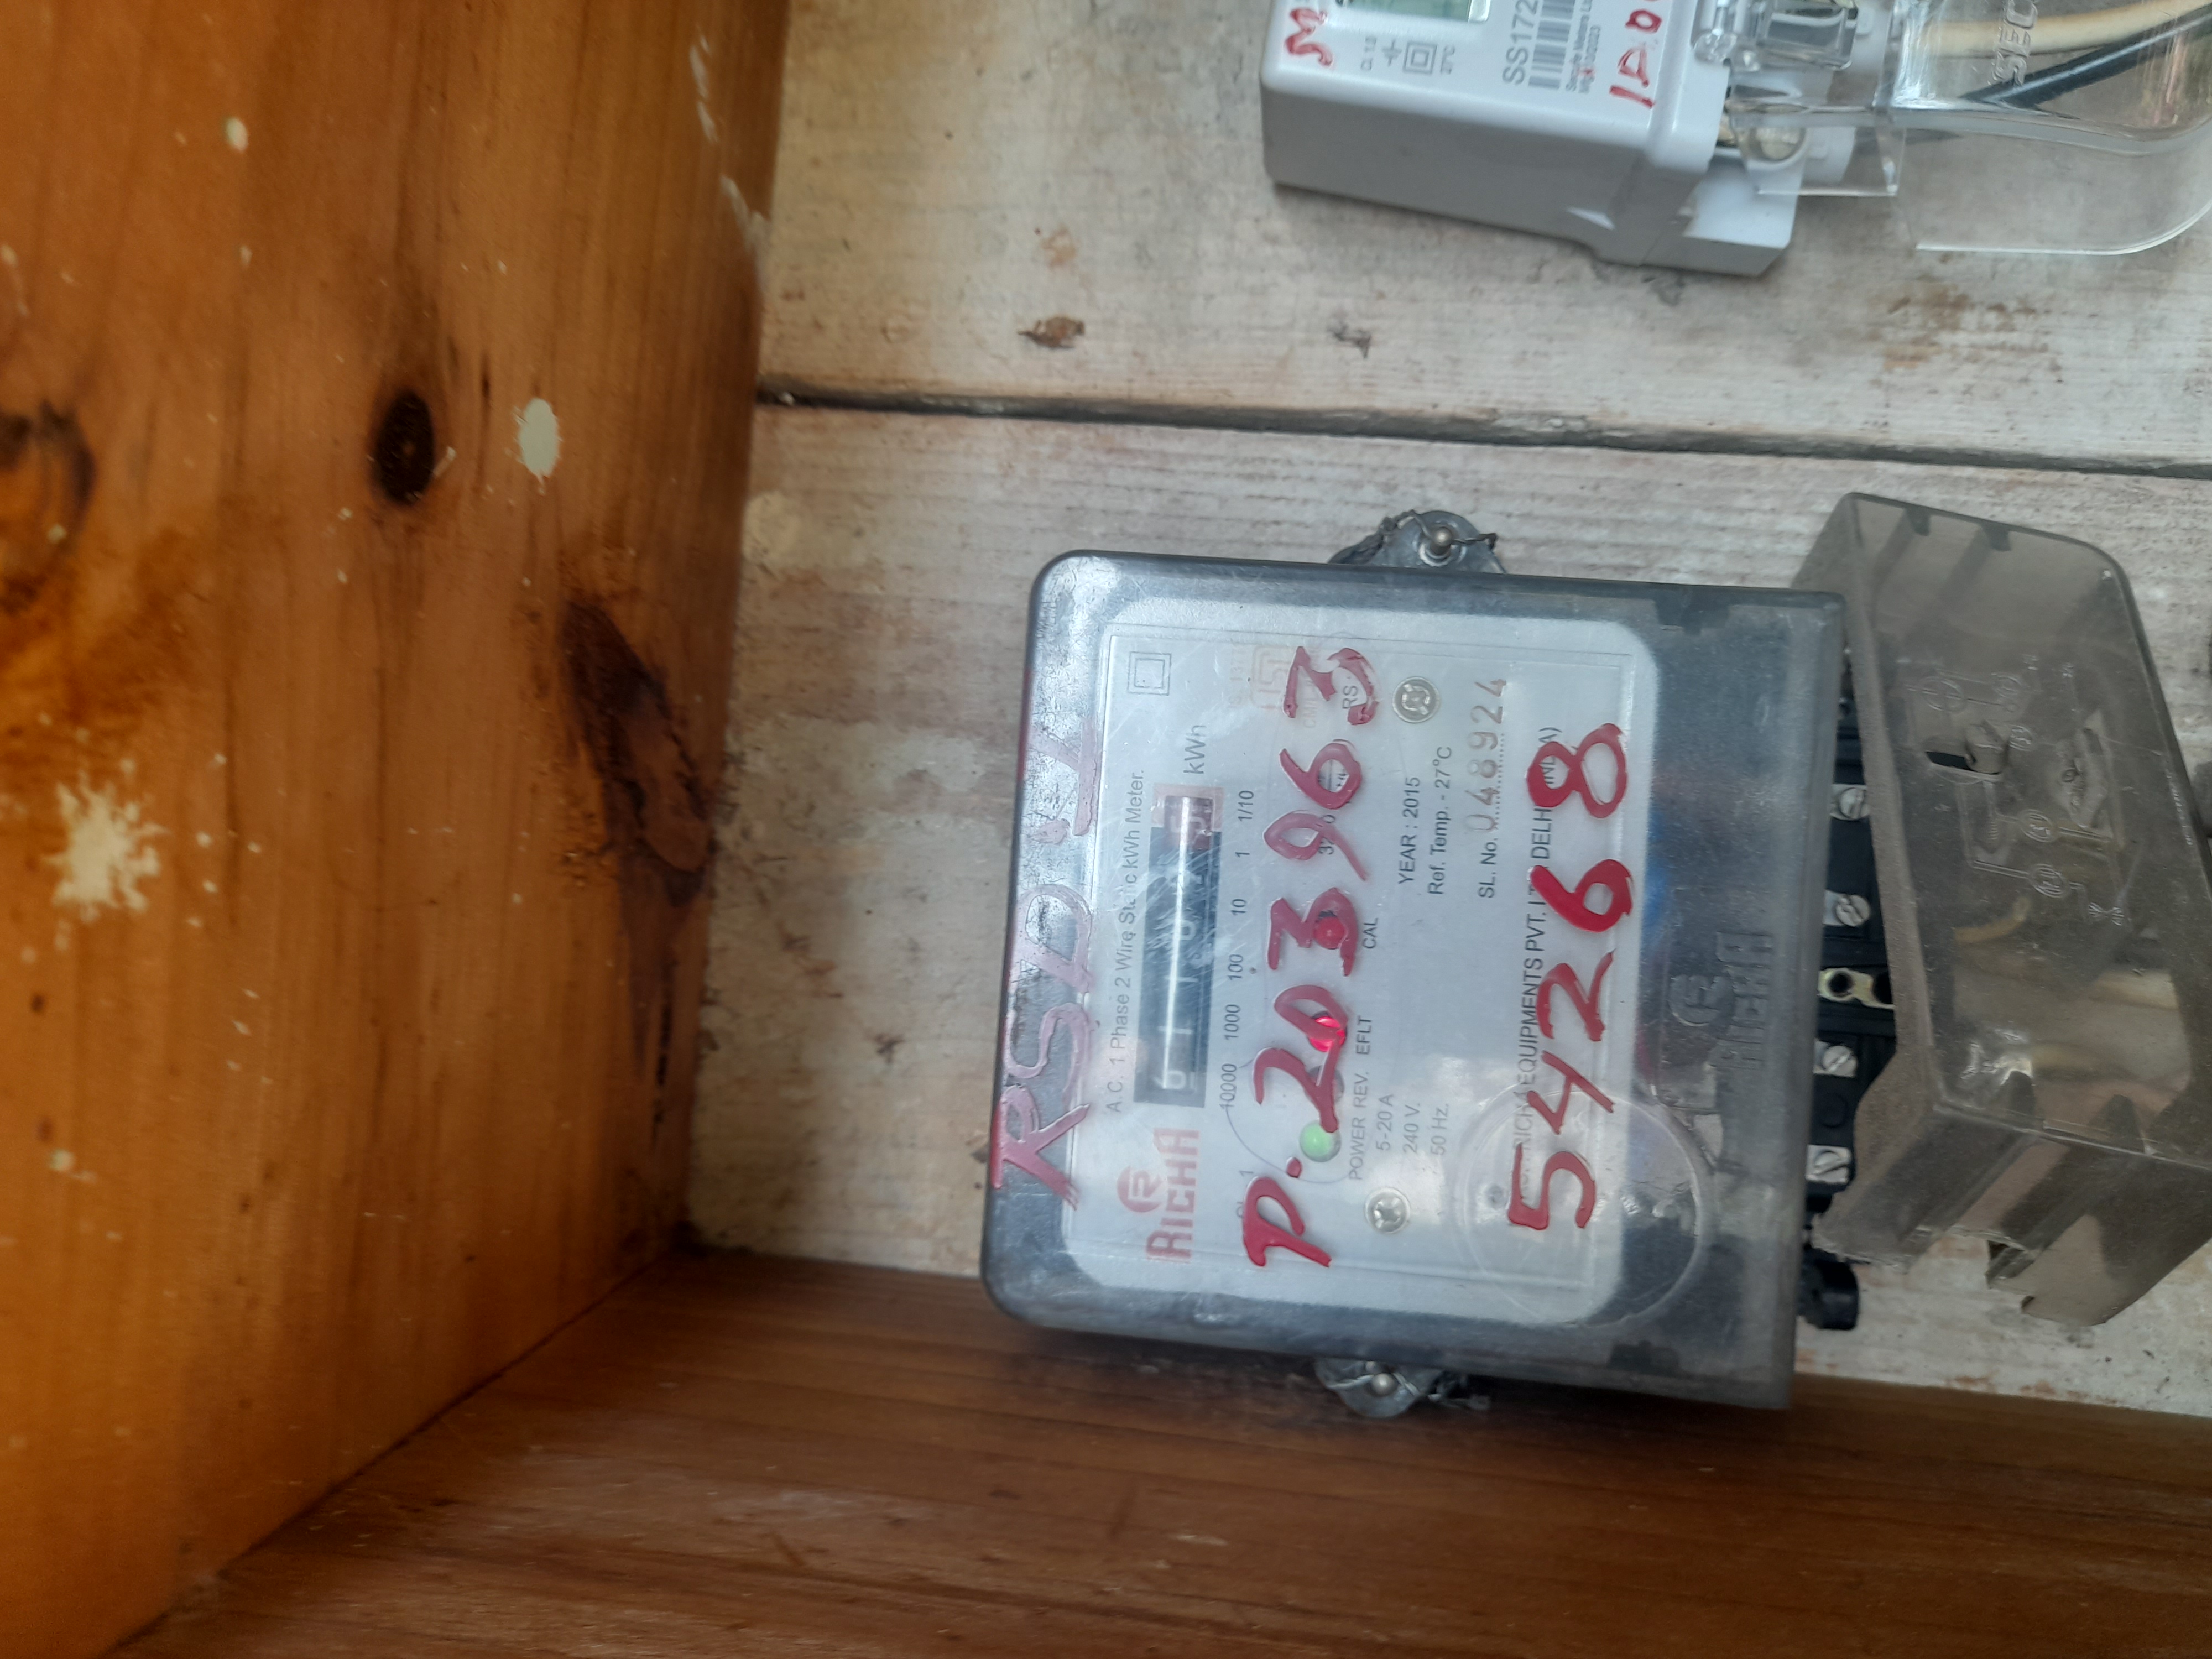 RSD.1
A.C. 1 Phase 2 Wire Static kWh Meter.
RICHA
kWh
10000 1000 100 10 1 1/10
P. 203963
POWER REV. EFLT CAL
5-20 A
240 V.
50 Hz.
YEAR : 2015
Ref. Temp. - 27°C
SL. No. 048924
EQUIPMENTS PVT.
54268
RICHA
SS172
27°C